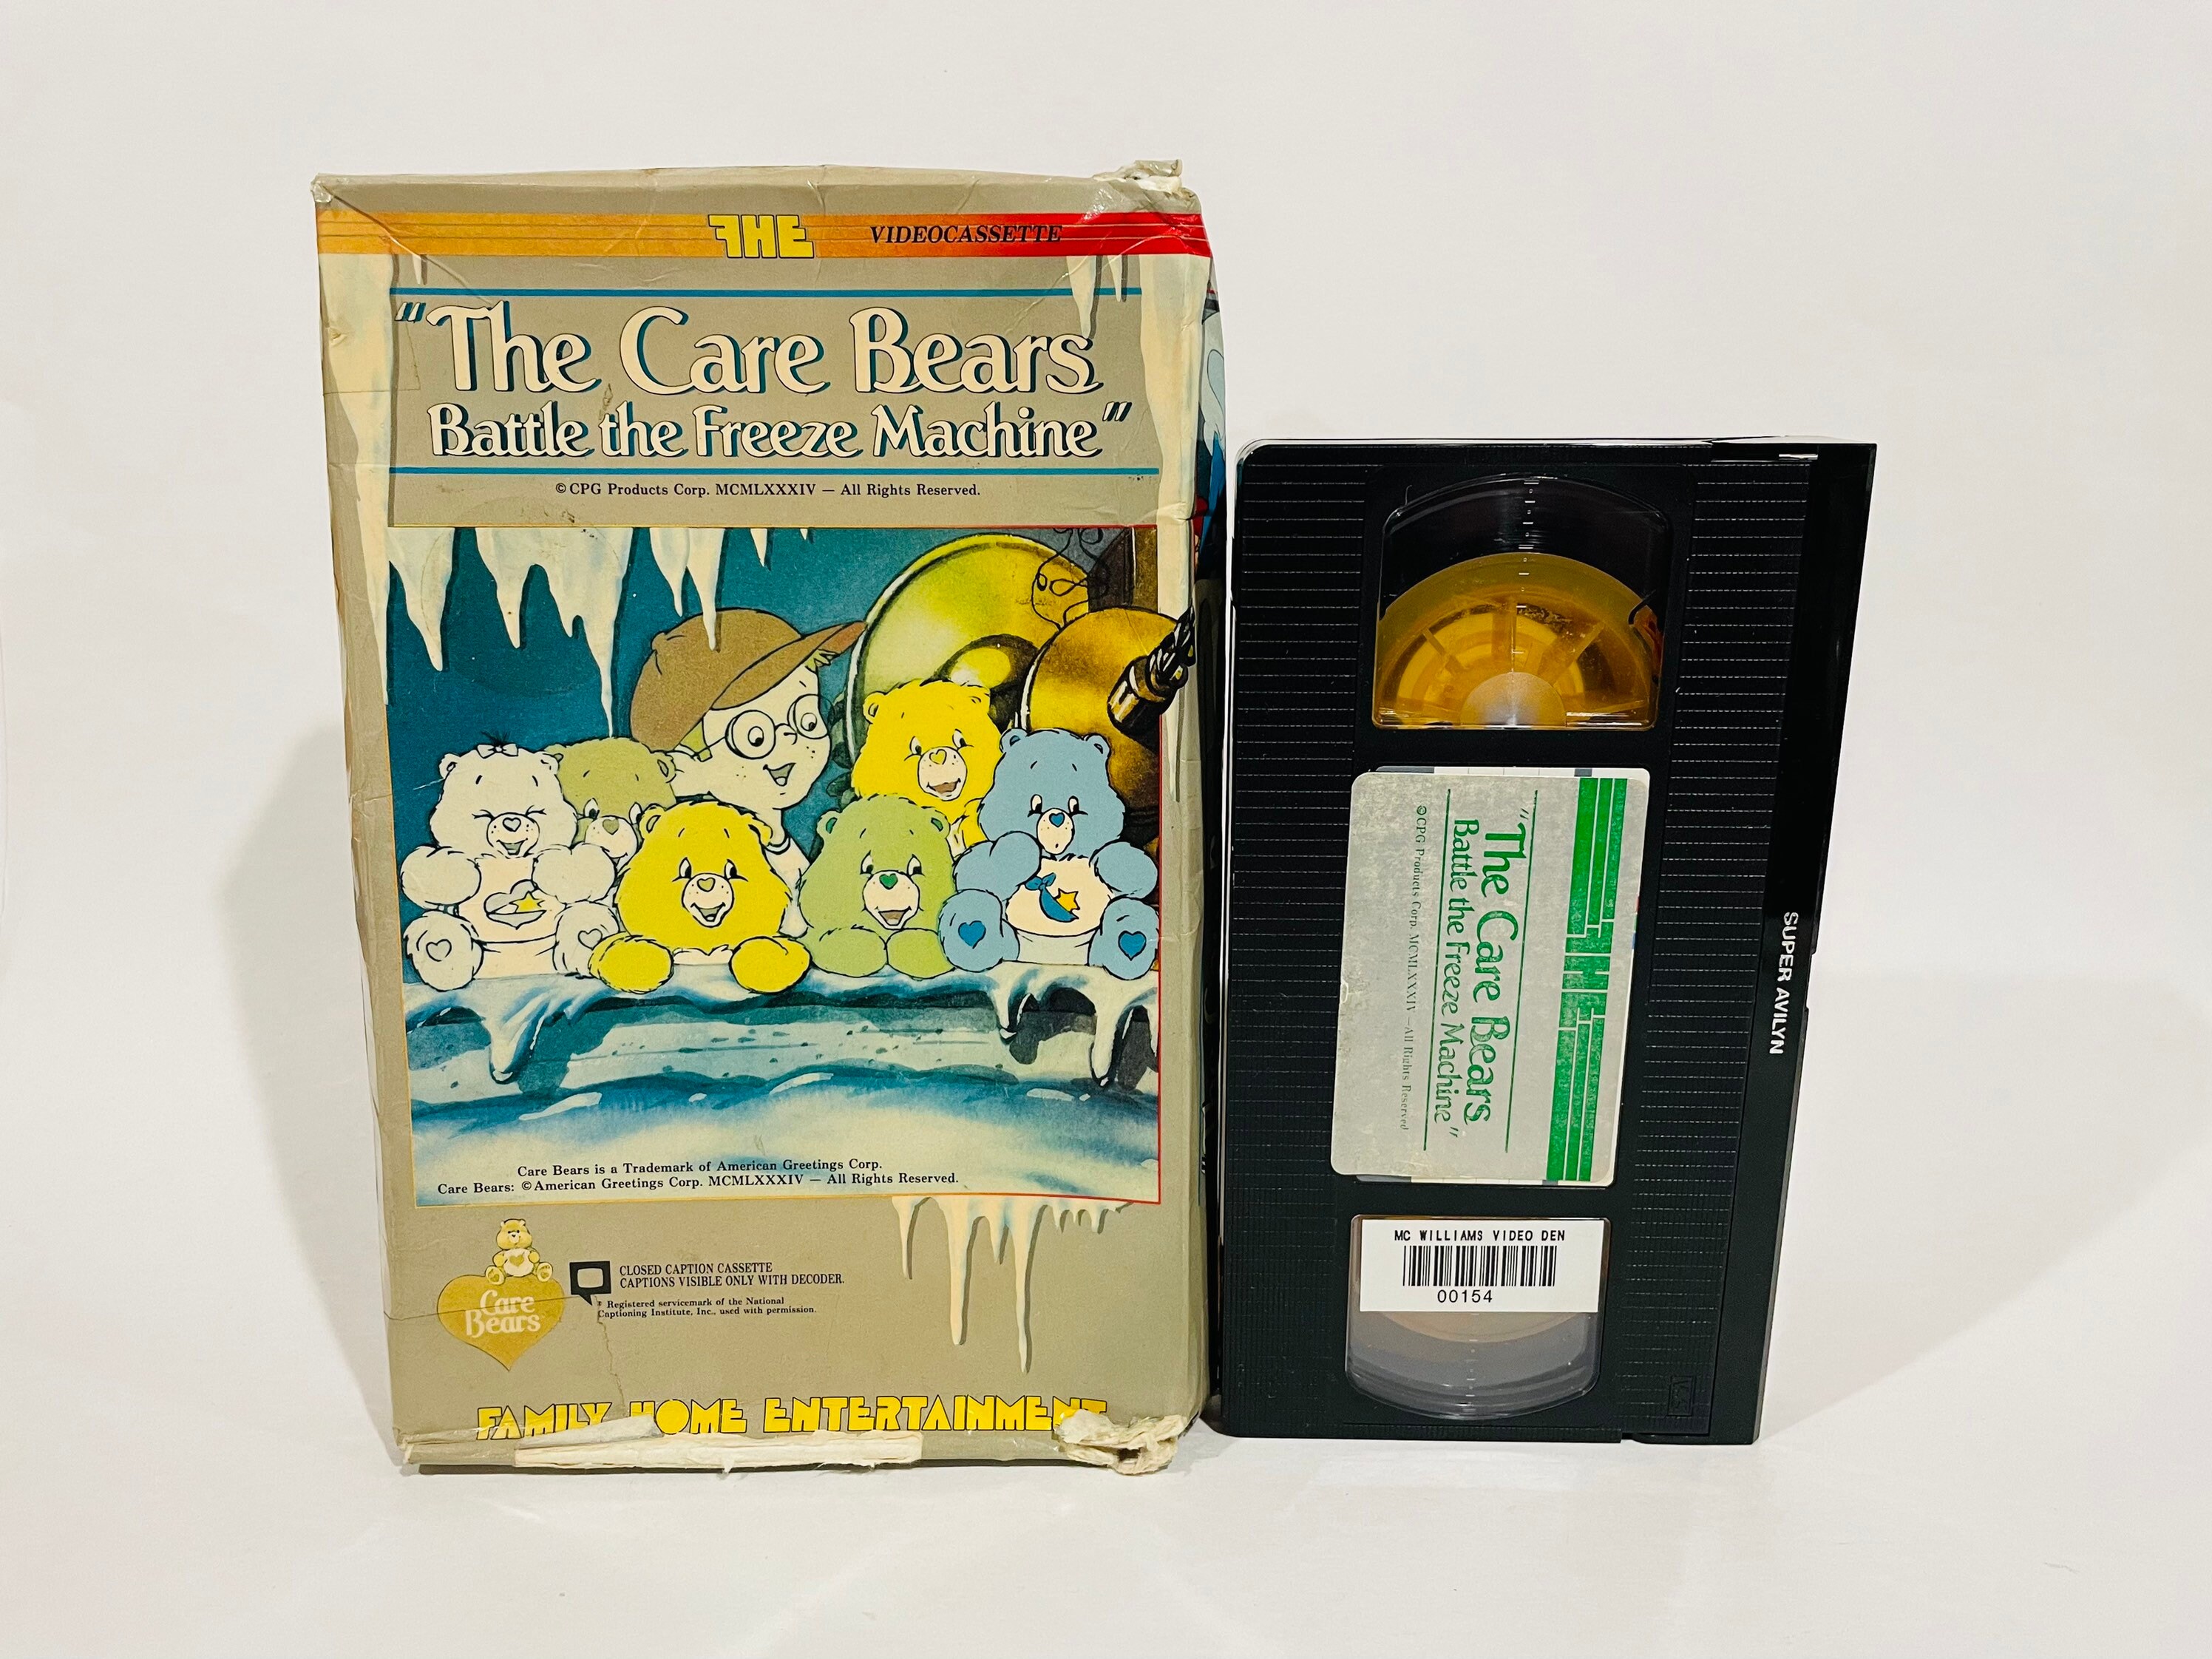 FHE VIDEOCASSETTE
"The Care Bears
Battle the Freeze Machine"
© CPG Products Corp. MCMLXXXIV — All Rights Reserved.
Care Bears is a Trademark of American Greetings Corp.
Care Bears: © American Greetings Corp. MCMLXXXIV — All Rights Reserved.
Care
Bears
CLOSED CAPTION CASSETTE
CAPTIONS VISIBLE ONLY WITH DECODER.
Registered servicemark of the National
Captioning Institute, Inc., used with permission.
FAMILY HOME ENTERTAINMENT
FHE
"The Care Bears
Battle the Freeze Machine"
©CPG Products Corp. MCMLXXXIV — All Rights Reserved
SUPER AVILYN
MC WILLIAMS VIDEO DEN
00154
VHS